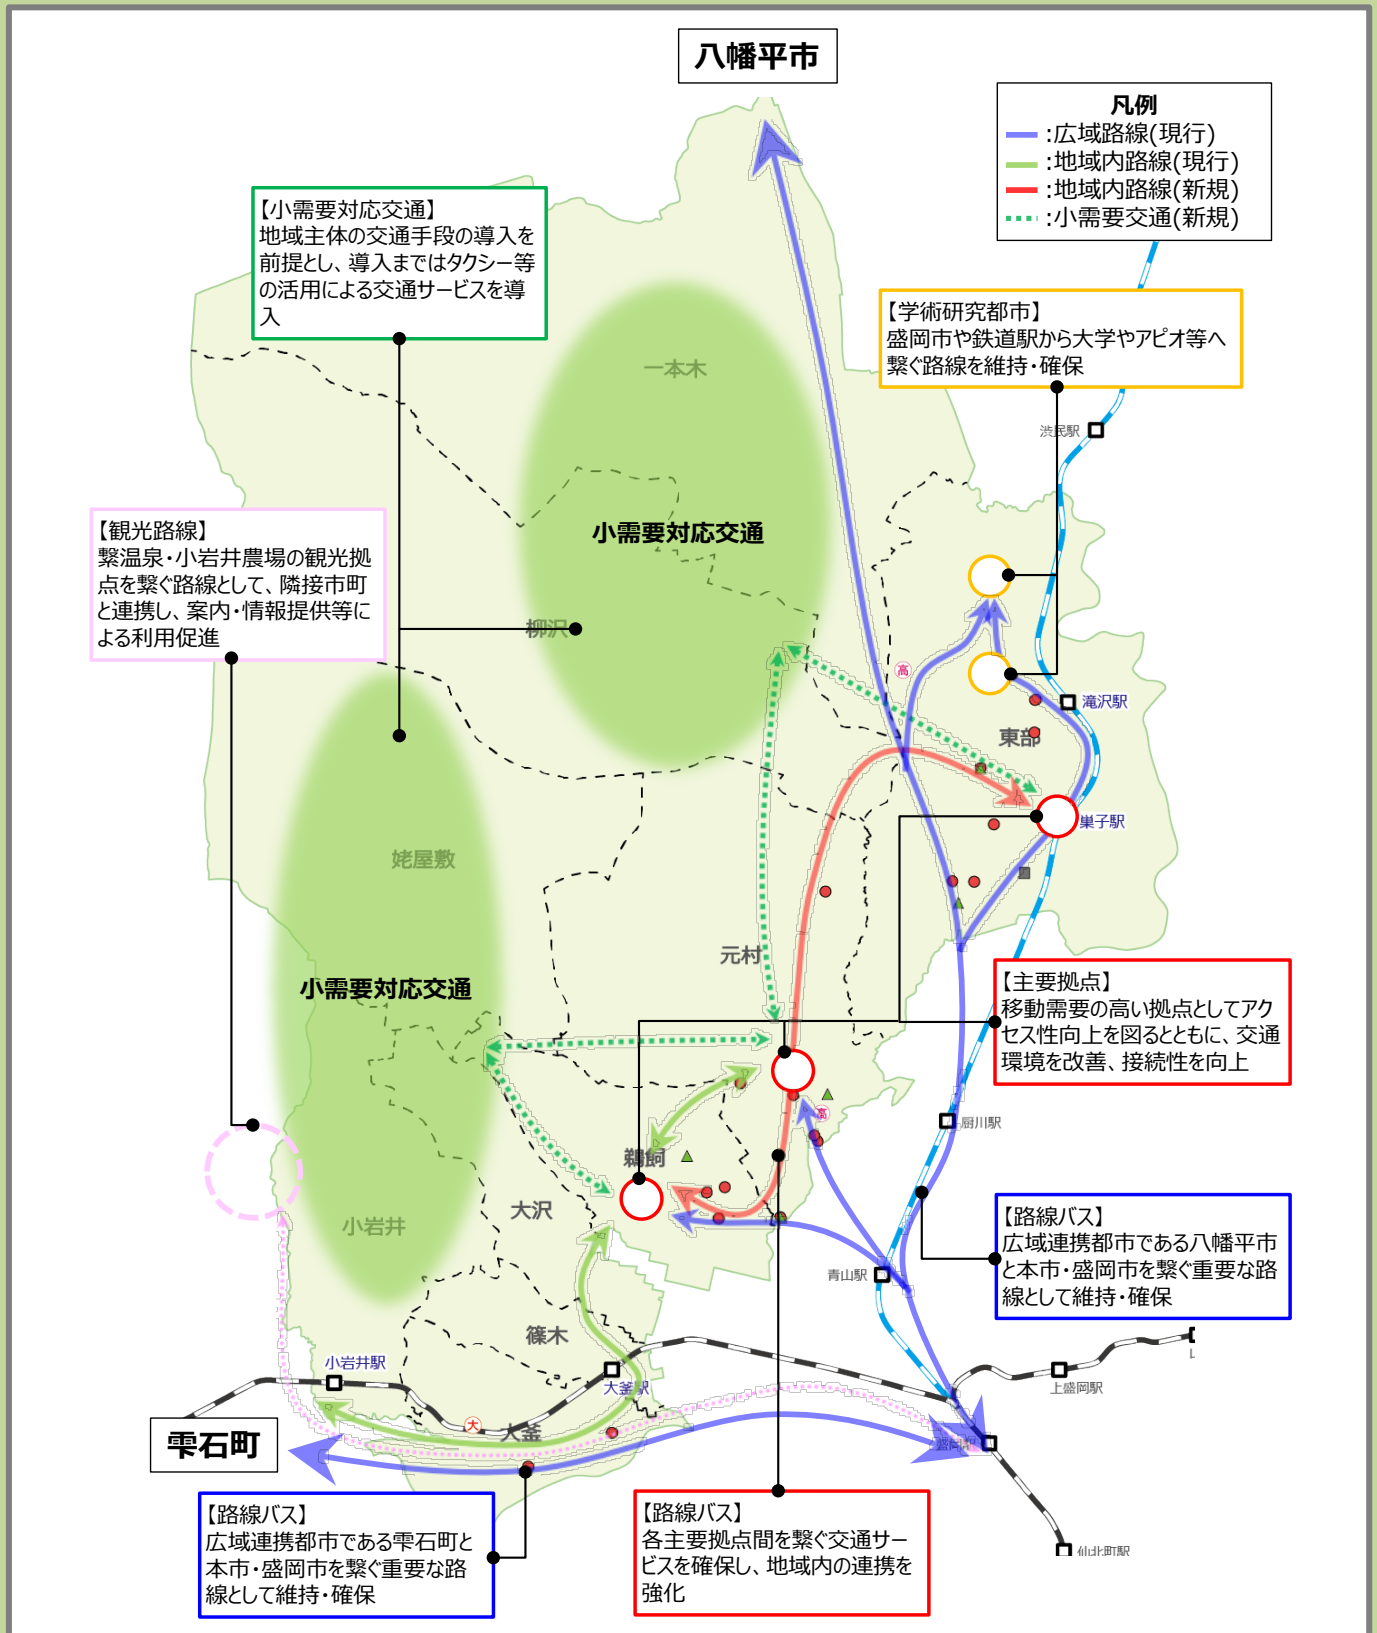 八幡平市
凡例
:広域路線(現行)
:地域内路線(現行)
:地域内路線(新規)
:小需要交通(新規)
【小需要対応交通】
地域主体の交通手段の導入を
前提とし、導入まではタクシー等
の活用による交通サービスを導
入
【学術研究都市】
盛岡市や鉄道駅から大学やアピオ等へ
繋ぐ路線を維持・確保
一本木
渋民駅
【観光路線】
繋温泉・小岩井農場の観光拠
点を繋ぐ路線として、隣接市町
と連携し、案内・情報提供等に
よる利用促進
小需要対応交通
柳沢
高
滝沢駅
東部
巣子駅
姥屋敷
元村
小需要対応交通
【主要拠点】
移動需要の高い拠点としてアク
セス性向上を図るとともに、交通
環境を改善、接続性を向上
高
厨川駅
鵜飼
大沢
小岩井
【路線バス】
広域連携都市である八幡平市
と本市・盛岡市を繋ぐ重要な路
線として維持・確保
青山駅
篠木
小岩井駅
大釜駅
上盛岡駅
大
大釜
雫石町
盛岡駅
【路線バス】
広域連携都市である雫石町と
本市・盛岡市を繋ぐ重要な路
線として維持・確保
【路線バス】
各主要拠点間を繋ぐ交通サー
ビスを確保し、地域内の連携を
強化
仙北町駅